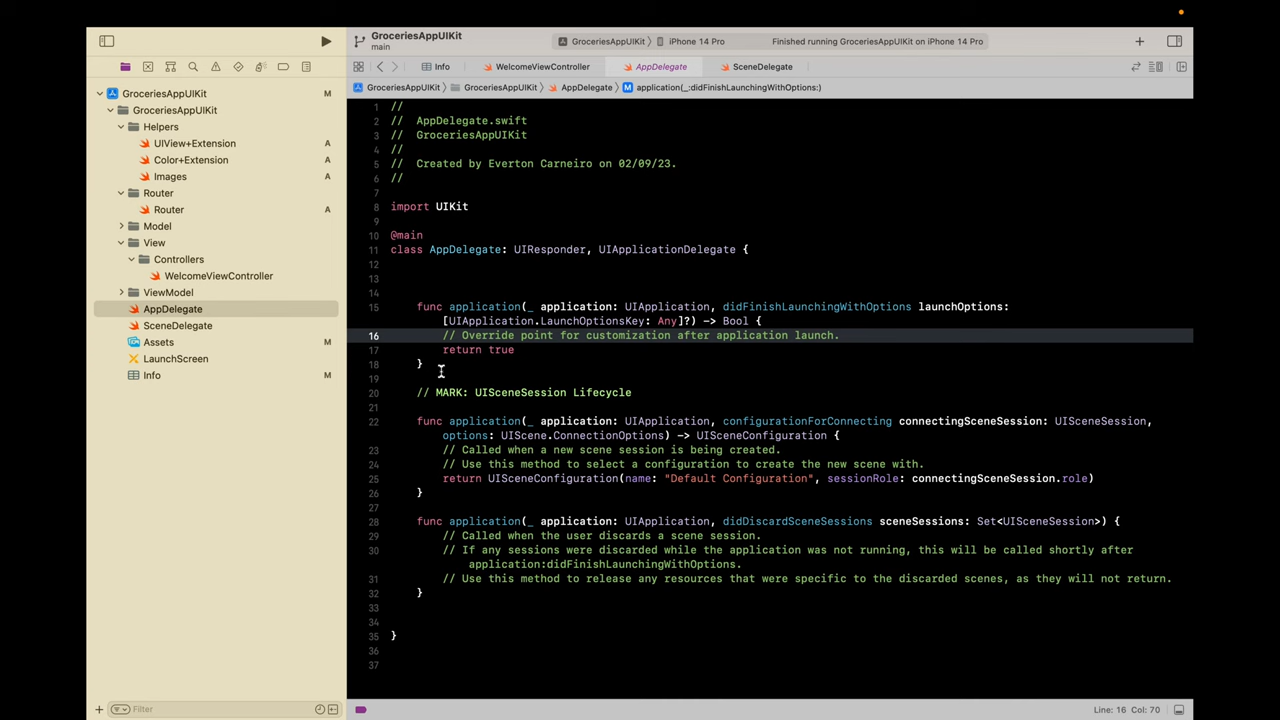 GroceriesAppUIKit
main
GroceriesAppUIKit
iPhone 14 Pro
Finished running GroceriesAppUIKit on iPhone 14 Pro
Info
WelcomeViewController
AppDelegate
SceneDelegate
GroceriesAppUIKit
GroceriesAppUIKit
AppDelegate
M application(_:didFinishLaunchingWithOptions:)
GroceriesAppUIKit M
GroceriesAppUIKit
Helpers
UIView+Extension A
Color+Extension A
Images A
Router
Router A
Model
View
Controllers
WelcomeViewController
ViewModel
AppDelegate
SceneDelegate
Assets M
LaunchScreen
Info M
Filter
1 //
2 // AppDelegate.swift
3 // GroceriesAppUIKit
4 //
5 // Created by Everton Carneiro on 02/09/23.
6 //
7
8 import UIKit
9
10 @main
11 class AppDelegate: UIResponder, UIApplicationDelegate {
12
13
14
15 func application(_ application: UIApplication, didFinishLaunchingWithOptions launchOptions:
[UIApplication.LaunchOptionsKey: Any]?) -> Bool {
16 // Override point for customization after application launch.
17 return true
18 }
19
20 // MARK: UISceneSession Lifecycle
21
22 func application(_ application: UIApplication, configurationForConnecting connectingSceneSession: UISceneSession,
options: UIScene.ConnectionOptions) -> UISceneConfiguration {
23 // Called when a new scene session is being created.
24 // Use this method to select a configuration to create the new scene with.
25 return UISceneConfiguration(name: "Default Configuration", sessionRole: connectingSceneSession.role)
26 }
27
28 func application(_ application: UIApplication, didDiscardSceneSessions sceneSessions: Set<UISceneSession>) {
29 // Called when the user discards a scene session.
30 // If any sessions were discarded while the application was not running, this will be called shortly after
application:didFinishLaunchingWithOptions.
31 // Use this method to release any resources that were specific to the discarded scenes, as they will not return.
32 }
33
34
35 }
36
37
Line: 16 Col: 70